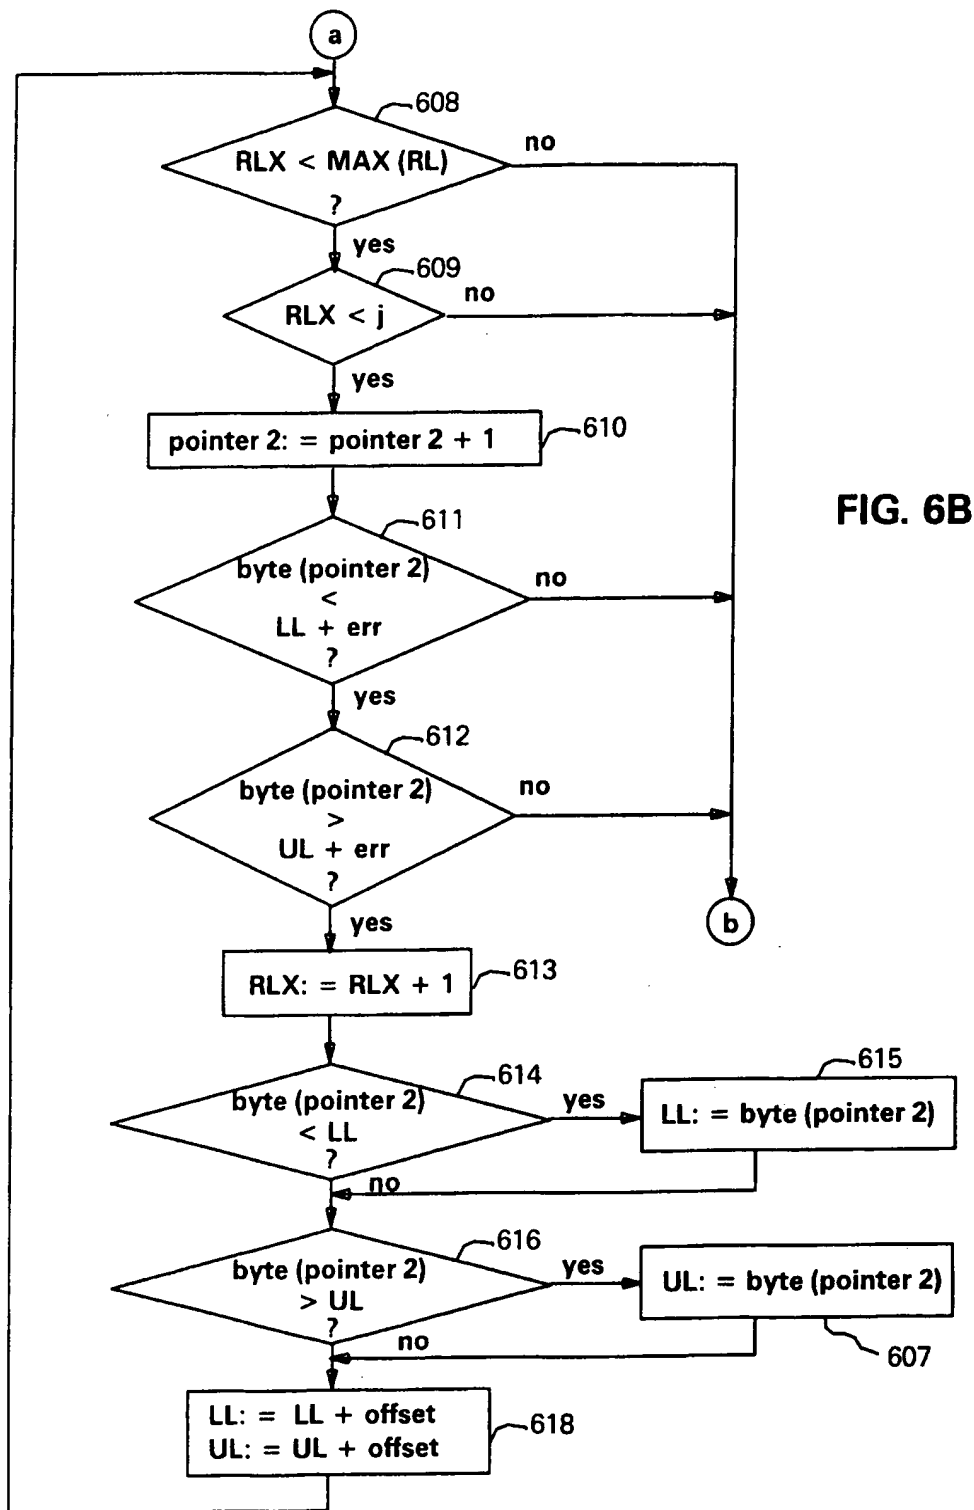 a
608
RLX < MAX (RL)
?
no
yes
609
RLX < j
no
yes
pointer 2: = pointer 2 + 1
610
FIG. 6B
611
byte (pointer 2)
<
LL + err
?
no
yes
612
byte (pointer 2)
>
UL + err
?
no
yes
b
RLX: = RLX + 1
613
614
byte (pointer 2)
< LL
?
yes
no
615
LL: = byte (pointer 2)
616
byte (pointer 2)
> UL
?
yes
no
UL: = byte (pointer 2)
607
LL: = LL + offset
UL: = UL + offset
618